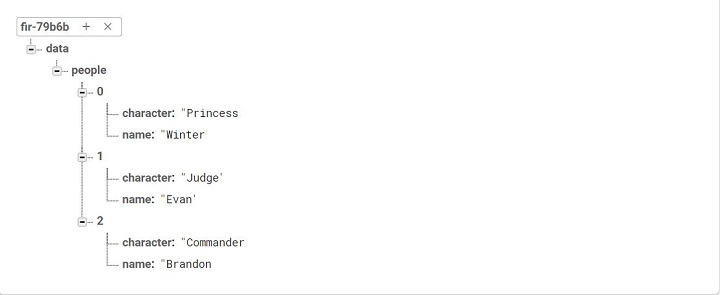 fir-79b6b + ×
data
people
0
character: "Princess
name: "Winter
1
character: "Judge'
name: "Evan'
2
character: "Commander
name: "Brandon